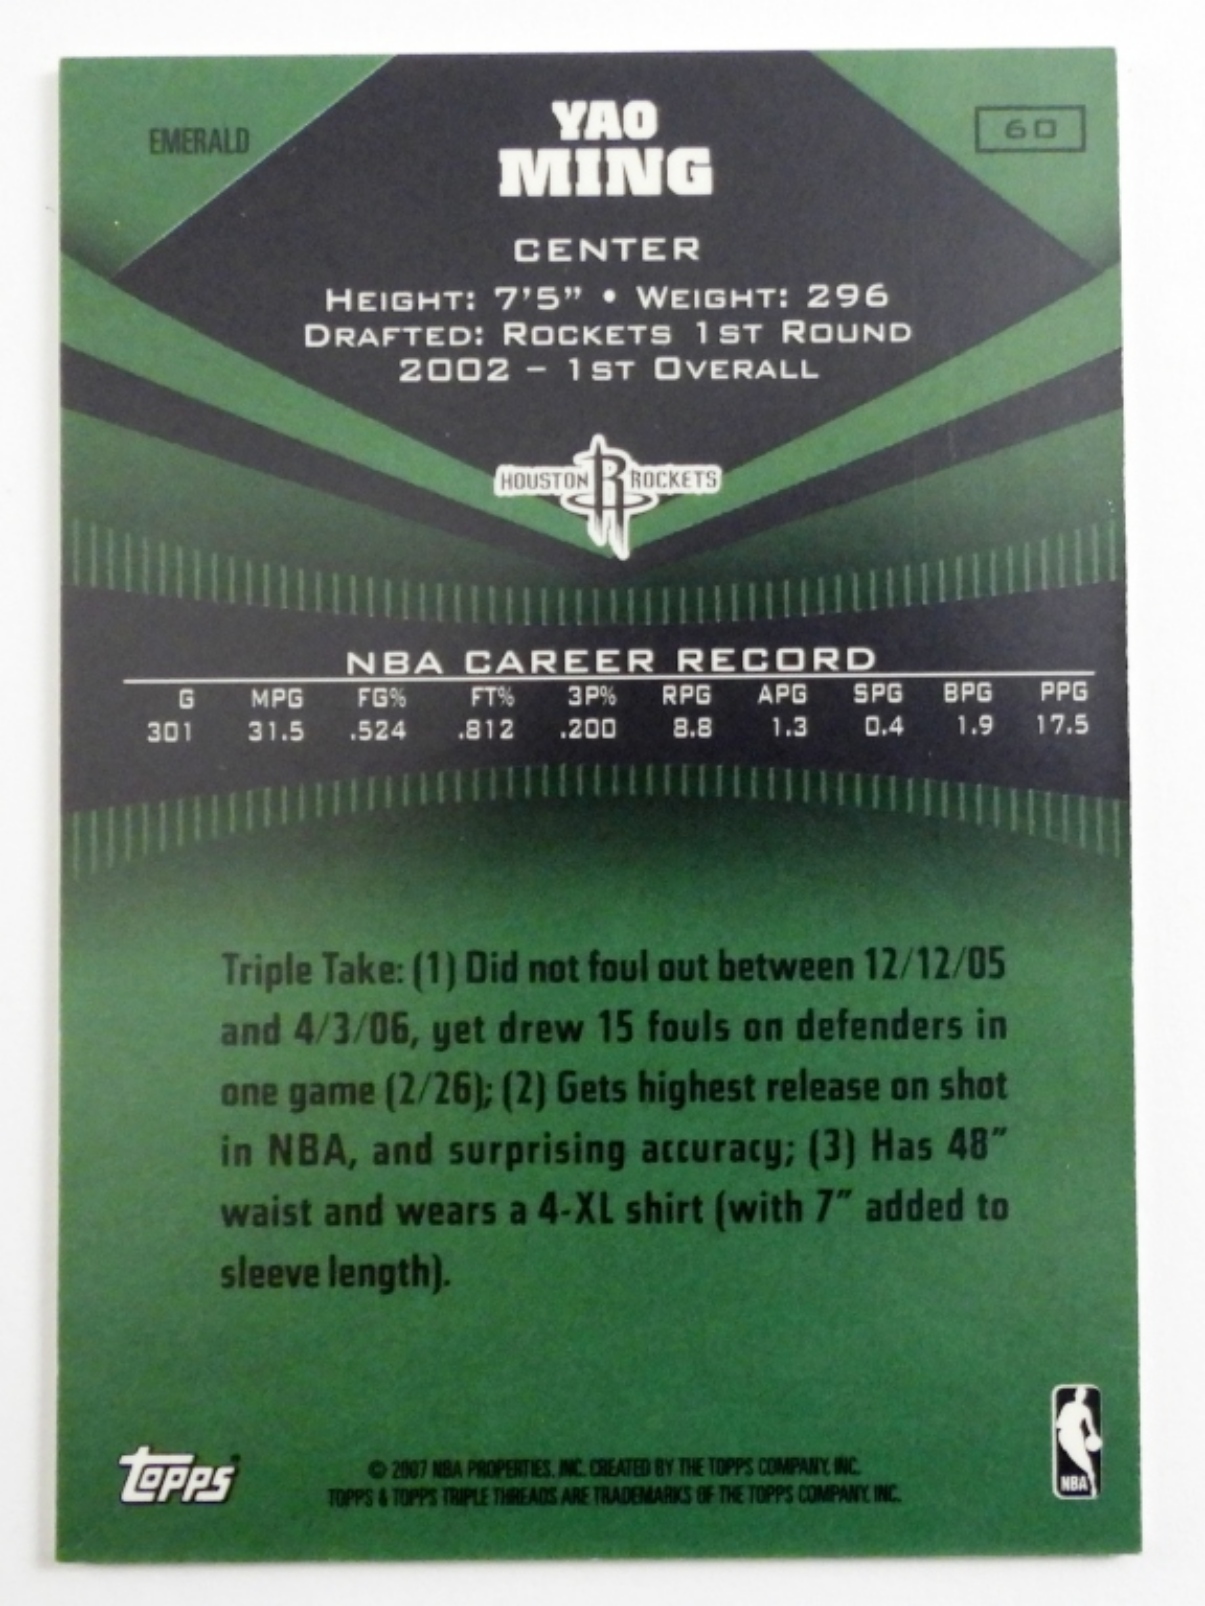 EMERALD
YAO
MING
60
CENTER
HEIGHT: 7'5" • WEIGHT: 296
DRAFTED: ROCKETS 1ST ROUND
2002 – 1ST OVERALL
HOUSTON R ROCKETS
NBA CAREER RECORD
G MPG FG% FT% 3P% RPG APG SPG BPG PPG
301 31.5 .524 .812 .200 8.8 1.3 0.4 1.9 17.5
Triple Take: (1) Did not foul out between 12/12/05
and 4/3/06, yet drew 15 fouls on defenders in
one game (2/26); (2) Gets highest release on shot
in NBA, and surprising accuracy; (3) Has 48"
waist and wears a 4-XL shirt (with 7" added to
sleeve length).
topps
© 2007 NBA PROPERTIES, INC. CREATED BY THE TOPPS COMPANY, INC.
TOPPS & TOPPS TRIPLE THREADS ARE TRADEMARKS OF THE TOPPS COMPANY, INC.
NBA